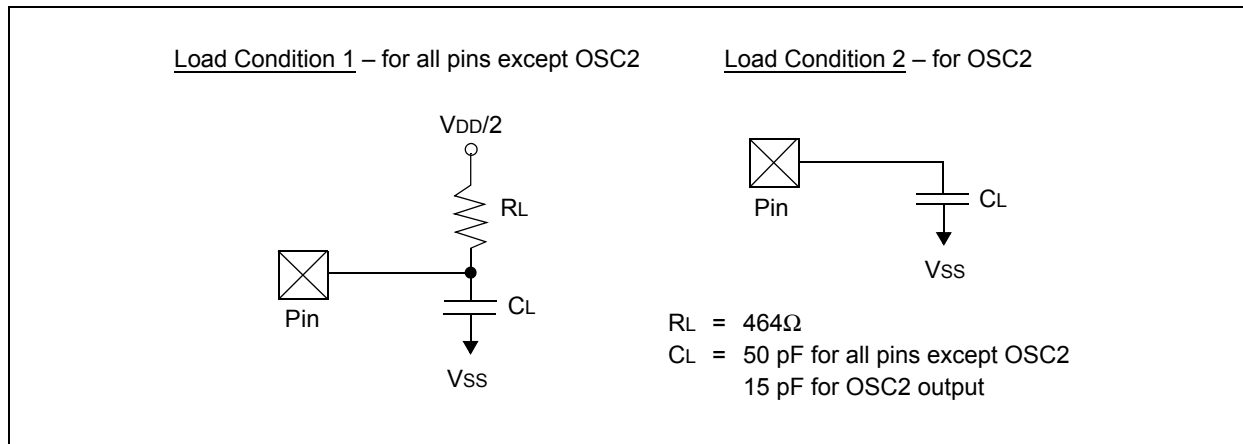 Load Condition 1 – for all pins except OSC2
Load Condition 2 – for OSC2
VDD/2
RL
Pin
CL
VSS
Pin
CL
VSS
RL = 464Ω
CL = 50 pF for all pins except OSC2
15 pF for OSC2 output